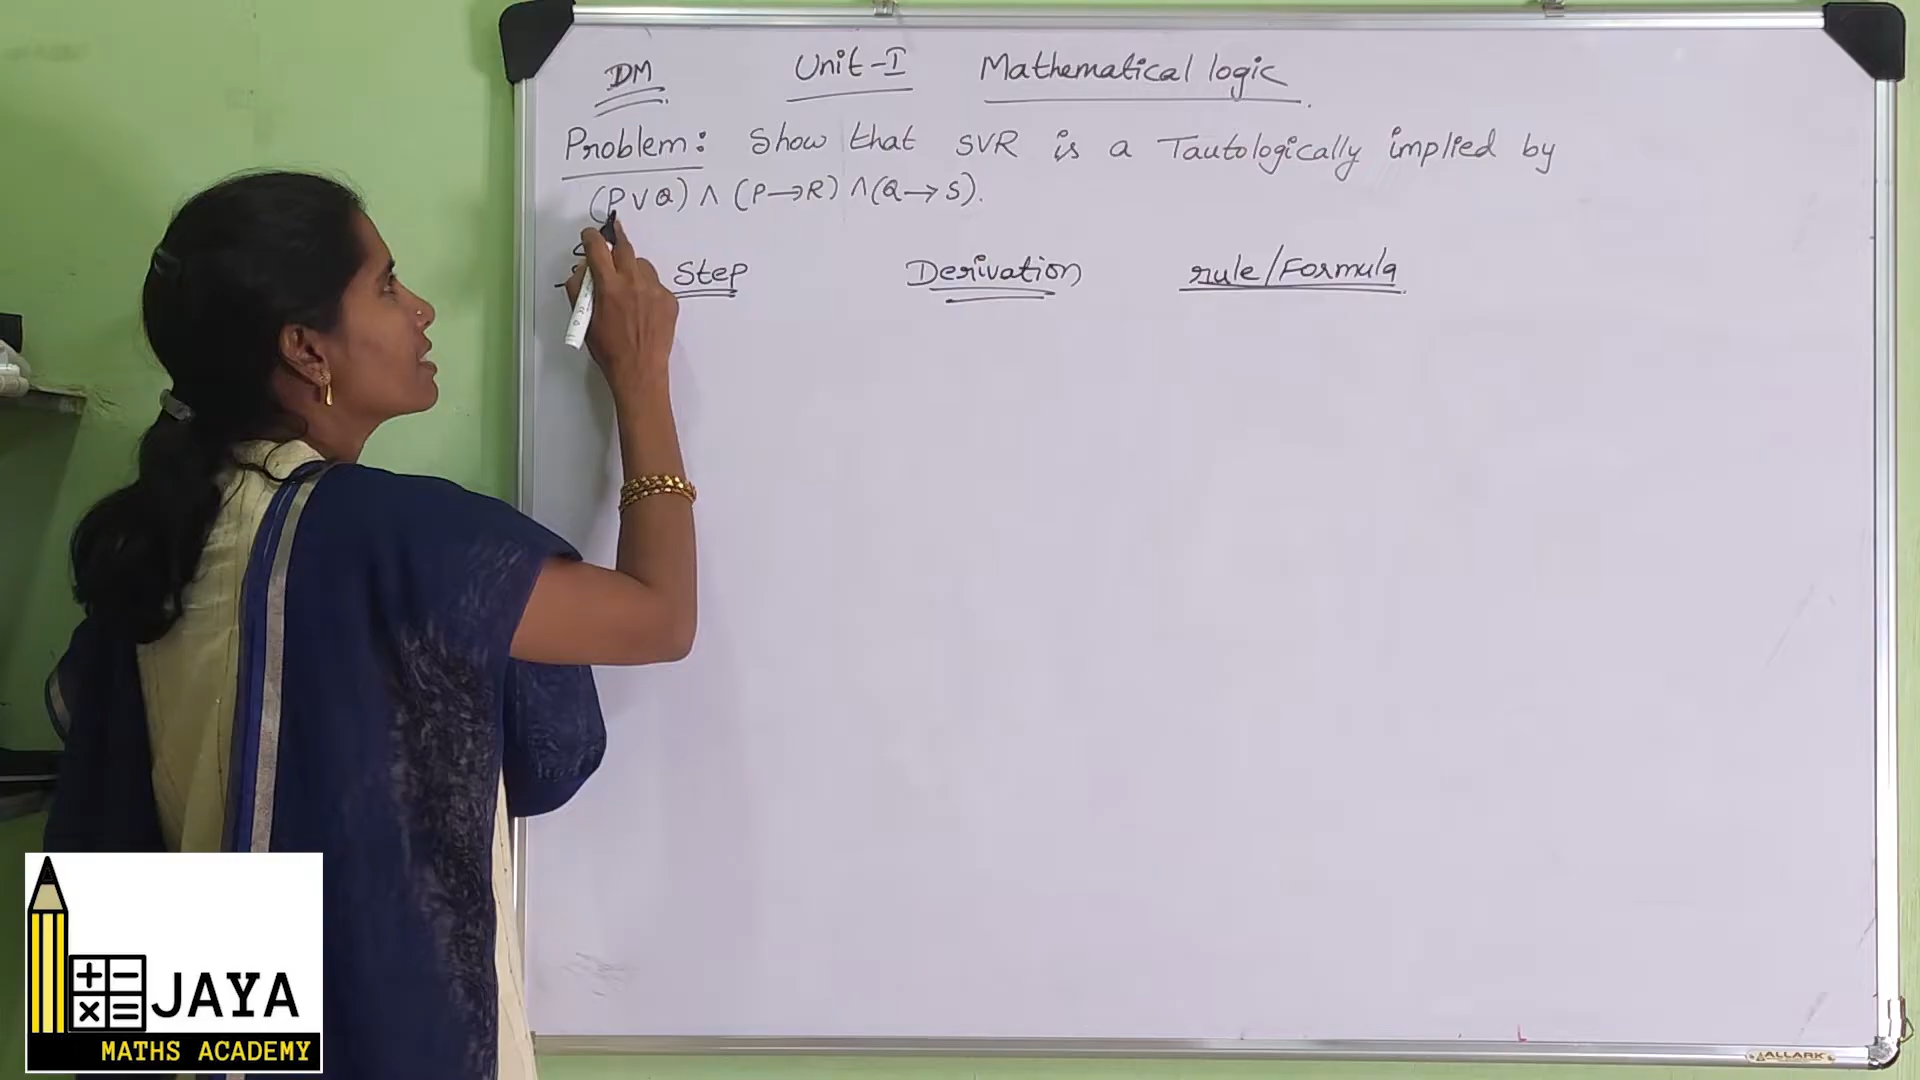 DM Unit-I Mathematical logic
Problem: Show that SVR is a Tautologically implied by
(P∨Q) ∧ (P→R) ∧ (Q→S).
Step Derivation rule/Formula
JAYA
MATHS ACADEMY
ALLARK